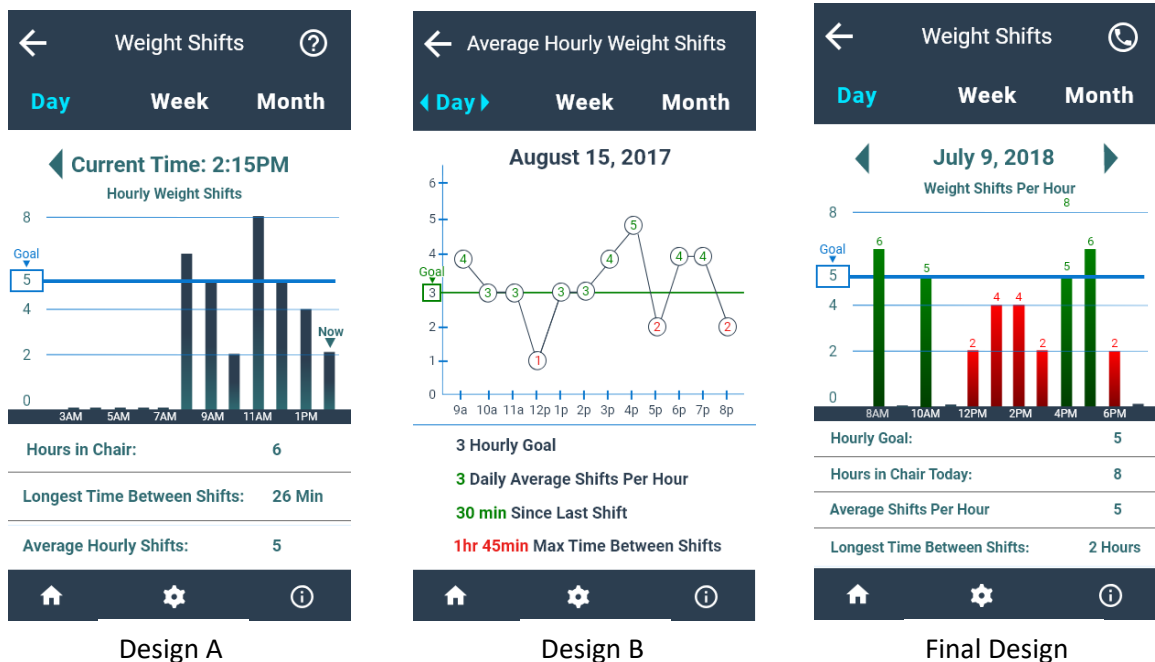 Weight Shifts
Day Week Month
Current Time: 2:15PM
Hourly Weight Shifts
8
Goal
5
4
Now
2
0
3AM 5AM 7AM 9AM 11AM 1PM
Hours in Chair: 6
Longest Time Between Shifts: 26 Min
Average Hourly Shifts: 5
Design A
Average Hourly Weight Shifts
Day Week Month
August 15, 2017
6
5
4
Goal
3
2
1
0
4 3 3 1 3 3 4 5 2 4 4 2
9a 10a 11a 12p 1p 2p 3p 4p 5p 6p 7p 8p
3 Hourly Goal
3 Daily Average Shifts Per Hour
30 min Since Last Shift
1hr 45min Max Time Between Shifts
Design B
Weight Shifts
Day Week Month
July 9, 2018
Weight Shifts Per Hour
8
8
Goal
5
4
2
0
6 5 2 4 4 2 5 6 2
8AM 10AM 12PM 2PM 4PM 6PM
Hourly Goal: 5
Hours in Chair Today: 8
Average Shifts Per Hour 5
Longest Time Between Shifts: 2 Hours
Final Design